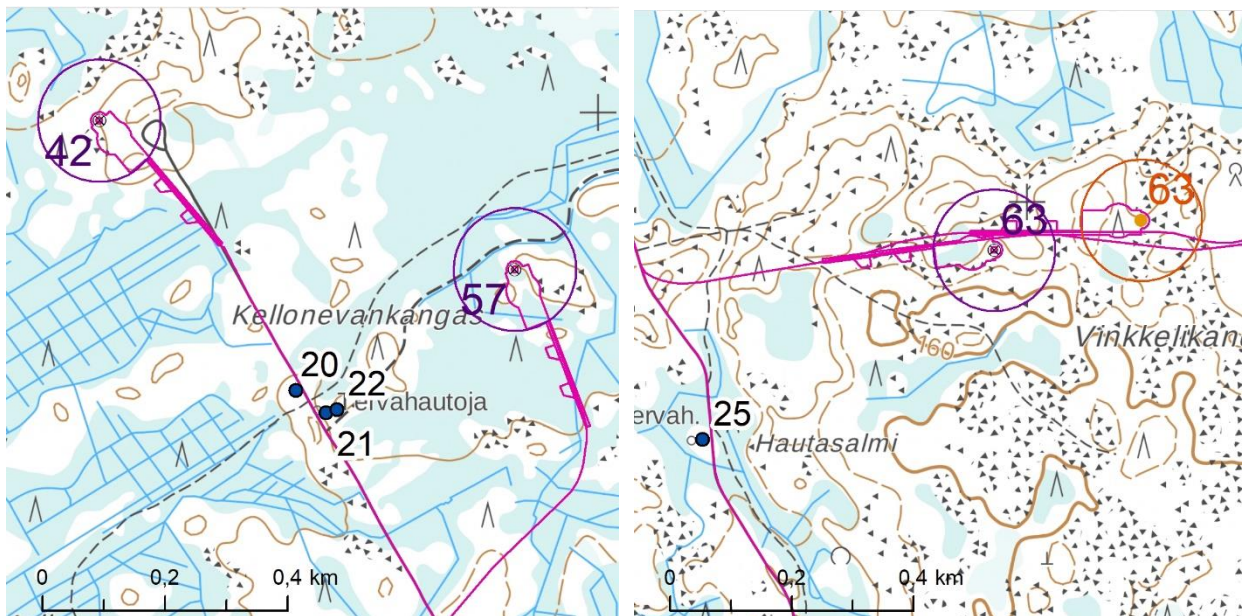 42
57
Kellonevankangas
20
22
Tervahautoja
21
0
0,2
0,4 km
63
63
160
Vinkkelikang
25
ervah.
Hautasalmi
0
0,2
0,4 km